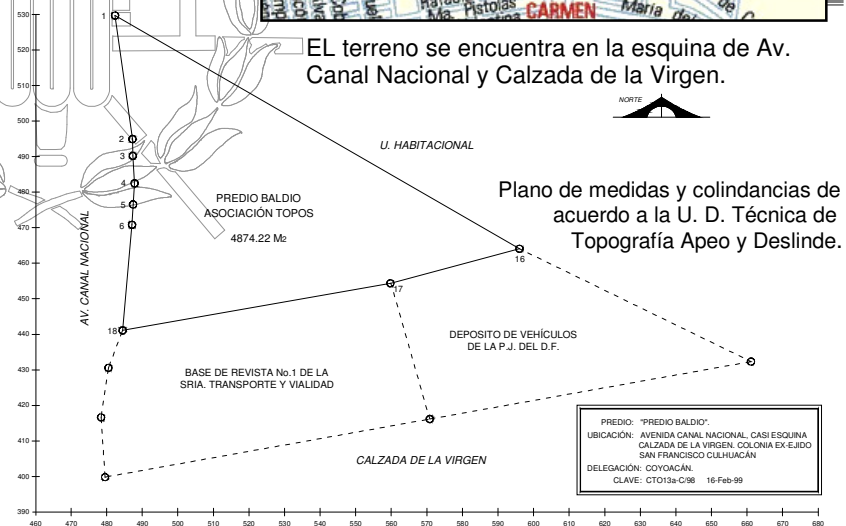 Pistolas
CARMEN
María del
de
EL terreno se encuentra en la esquina de Av.
Canal Nacional y Calzada de la Virgen.
NORTE
U. HABITACIONAL
Plano de medidas y colindancias de
acuerdo a la U. D. Técnica de
Topografía Apeo y Deslinde.
PREDIO BALDIO
ASOCIACIÓN TOPOS
4874.22 M2
AV. CANAL NACIONAL
1
2
3
4
5
6
16
17
18
DEPOSITO DE VEHÍCULOS
DE LA P.J. DEL D.F.
BASE DE REVISTA No.1 DE LA
SRIA. TRANSPORTE Y VIALIDAD
CALZADA DE LA VIRGEN
PREDIO: "PREDIO BALDIO".
UBICACIÓN: AVENIDA CANAL NACIONAL, CASI ESQUINA
CALZADA DE LA VIRGEN. COLONIA EX-EJIDO
SAN FRANCISCO CULHUACÁN
DELEGACIÓN: COYOACÁN.
CLAVE: CTO13a-C/98 16-Feb-99
530
520
510
500
490
480
470
460
450
440
430
420
410
400
390
460 470 480 490 500 510 520 530 540 550 560 570 580 590 600 610 620 630 640 650 660 670 680